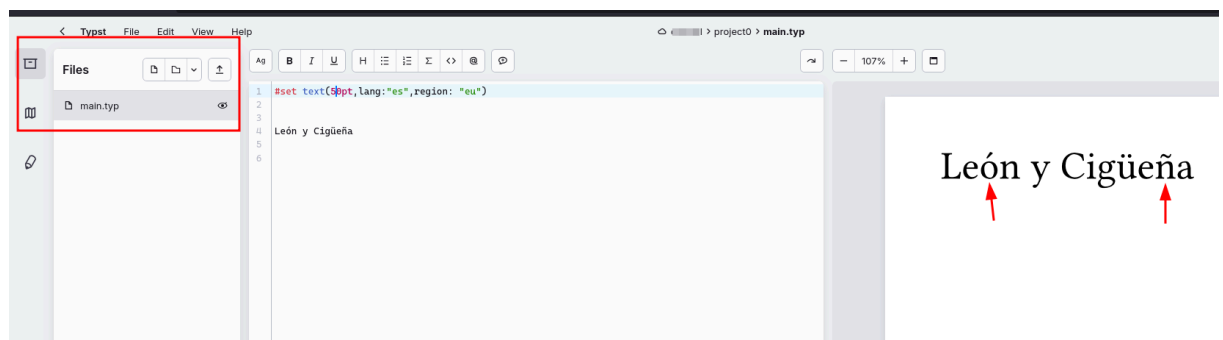 Typst File Edit View Help
project0 > main.typ
Files
Ag B I U H Σ <> @
107%
main.typ
1 #set text(50pt,lang:"es",region: "eu")
2
3
4 León y Cigüeña
5
6
León y Cigüeña